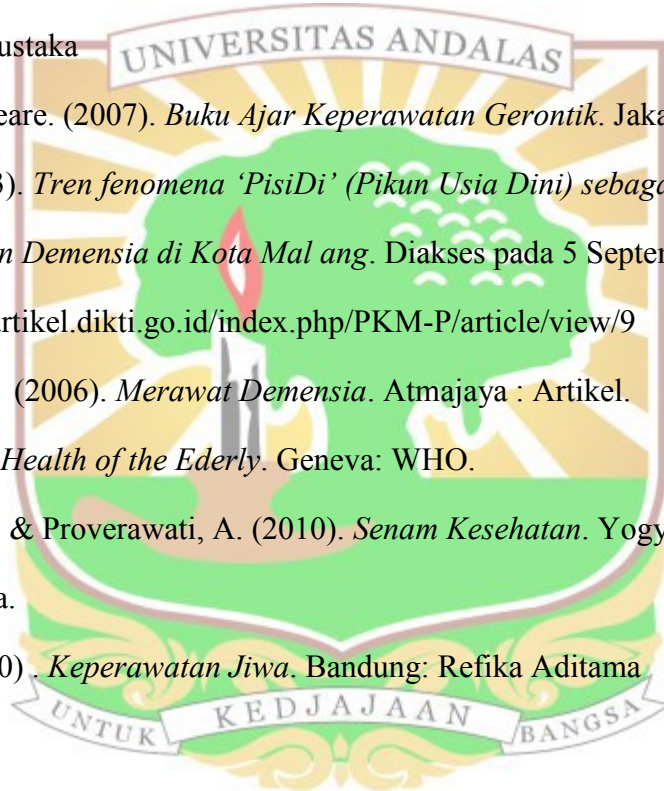 UNIVERSITAS ANDALAS
ustaka
eare. (2007). Buku Ajar Keperawatan Gerontik. Jaka
). Tren fenomena ‘PisiDi’ (Pikun Usia Dini) sebaga
n Demensia di Kota Mal ang. Diakses pada 5 Septe
artikel.dikti.go.id/index.php/PKM-P/article/view/9
(2006). Merawat Demensia. Atmajaya : Artikel.
Health of the Ederly. Geneva: WHO.
& Proverawati, A. (2010). Senam Kesehatan. Yogy
a.
0) . Keperawatan Jiwa. Bandung: Refika Aditama
UNTUK KEDJAJAAN BANGSA